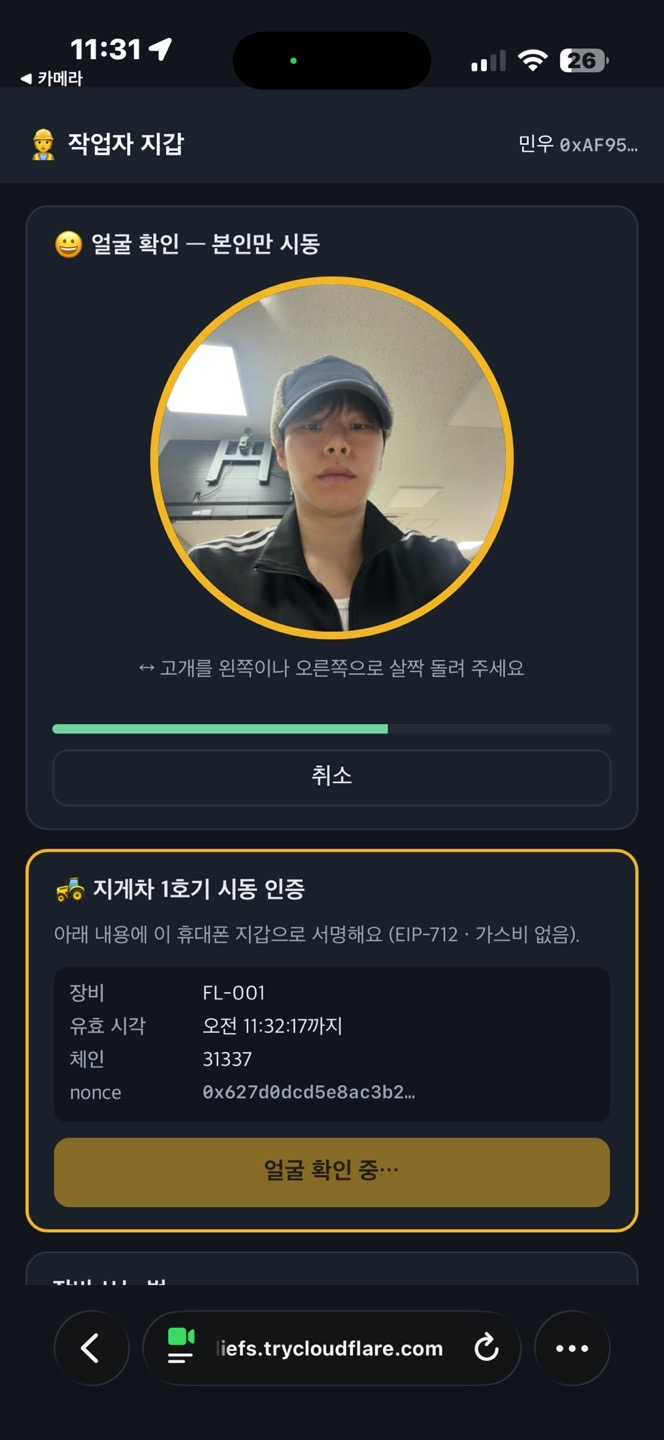 11:31
26
◀ 카메라
작업자 지갑
민우 0xAF95…
얼굴 확인 — 본인만 시동
↔ 고개를 왼쪽이나 오른쪽으로 살짝 돌려 주세요
취소
지게차 1호기 시동 인증
아래 내용에 이 휴대폰 지갑으로 서명해요 (EIP-712 · 가스비 없음).
장비 FL-001
유효 시각 오전 11:32:17까지
체인 31337
nonce 0x627d0dcd5e8ac3b2…
얼굴 확인 중…
iefs.trycloudflare.com